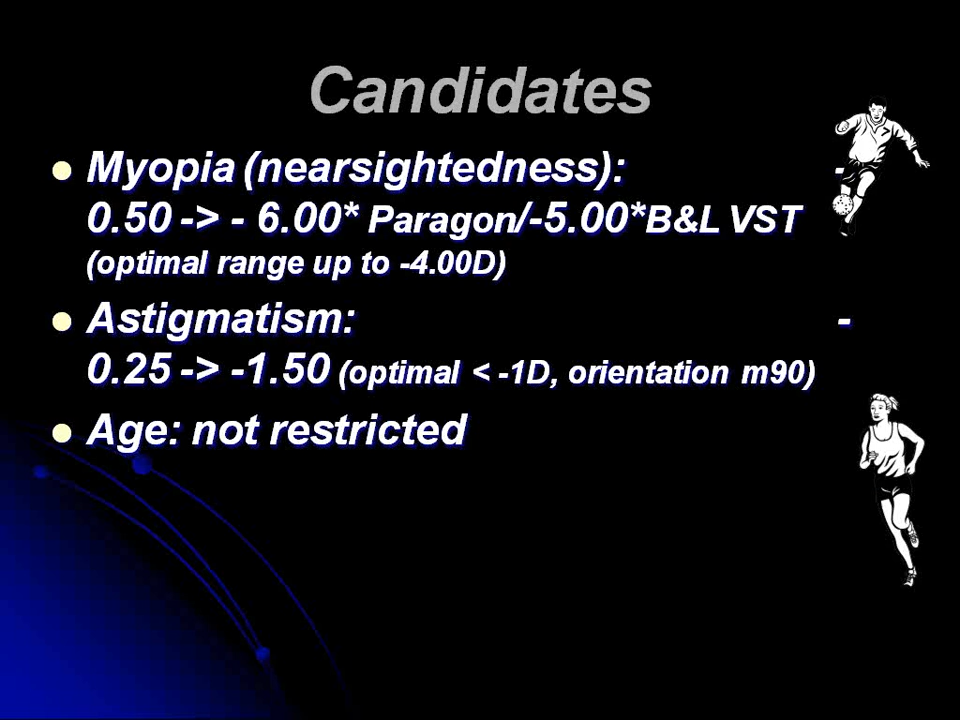 Candidates
Myopia (nearsightedness): -
0.50 -> - 6.00* Paragon/-5.00*B&L VST
(optimal range up to -4.00D)
Astigmatism: -
0.25 -> -1.50 (optimal < -1D, orientation m90)
Age: not restricted